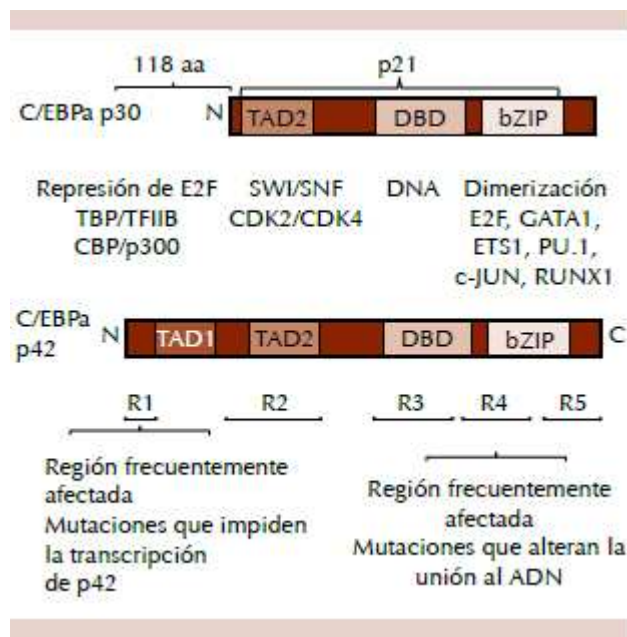 118 aa p21
C/EBPa p30 N TAD2 DBD bZIP
Represión de E2F SWI/SNF DNA Dimerización
TBP/TFIIB CDK2/CDK4 E2F, GATA1,
CBP/p300 ETS1, PU.1,
c-JUN, RUNX1
C/EBPa
p42 N TAD1 TAD2 DBD bZIP C
R1 R2 R3 R4 R5
Región frecuentemente
afectada
Mutaciones que impiden
la transcripción
de p42
Región frecuentemente
afectada
Mutaciones que alteran la
unión al ADN